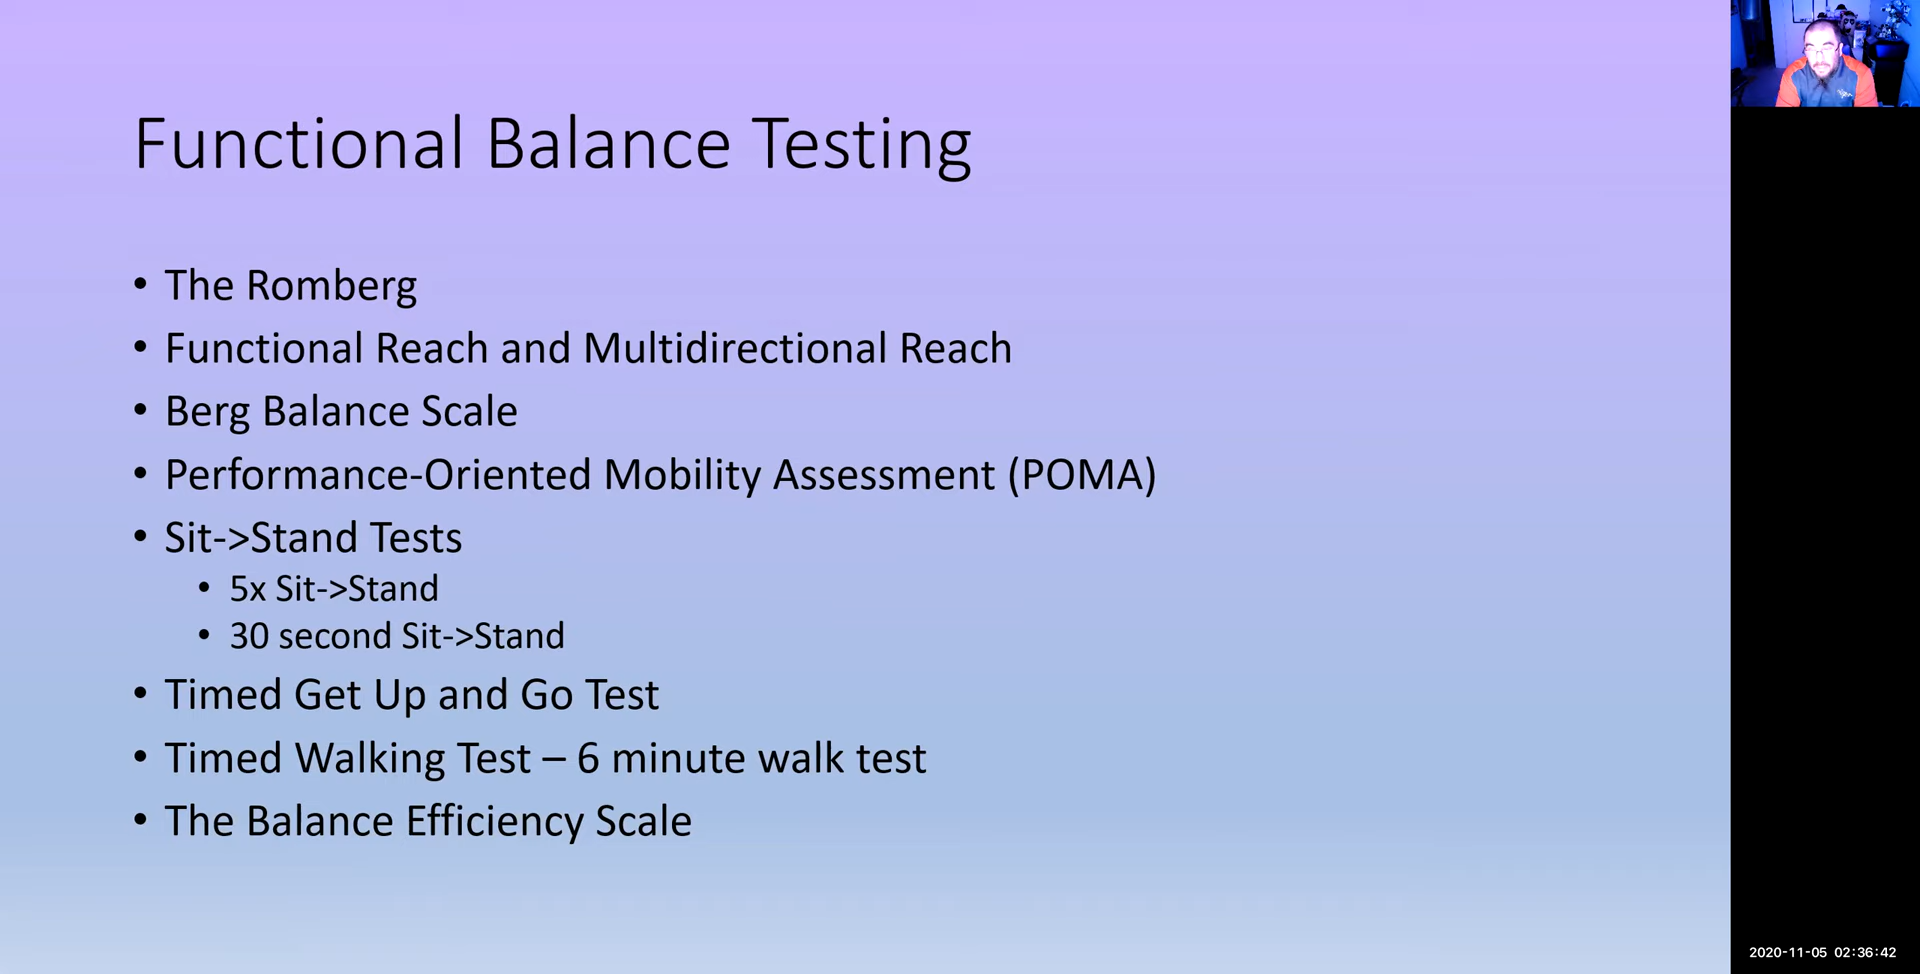 Functional Balance Testing
• The Romberg
• Functional Reach and Multidirectional Reach
• Berg Balance Scale
• Performance-Oriented Mobility Assessment (POMA)
• Sit->Stand Tests
• 5x Sit->Stand
• 30 second Sit->Stand
• Timed Get Up and Go Test
• Timed Walking Test – 6 minute walk test
• The Balance Efficiency Scale
2020-11-05 02:36:42